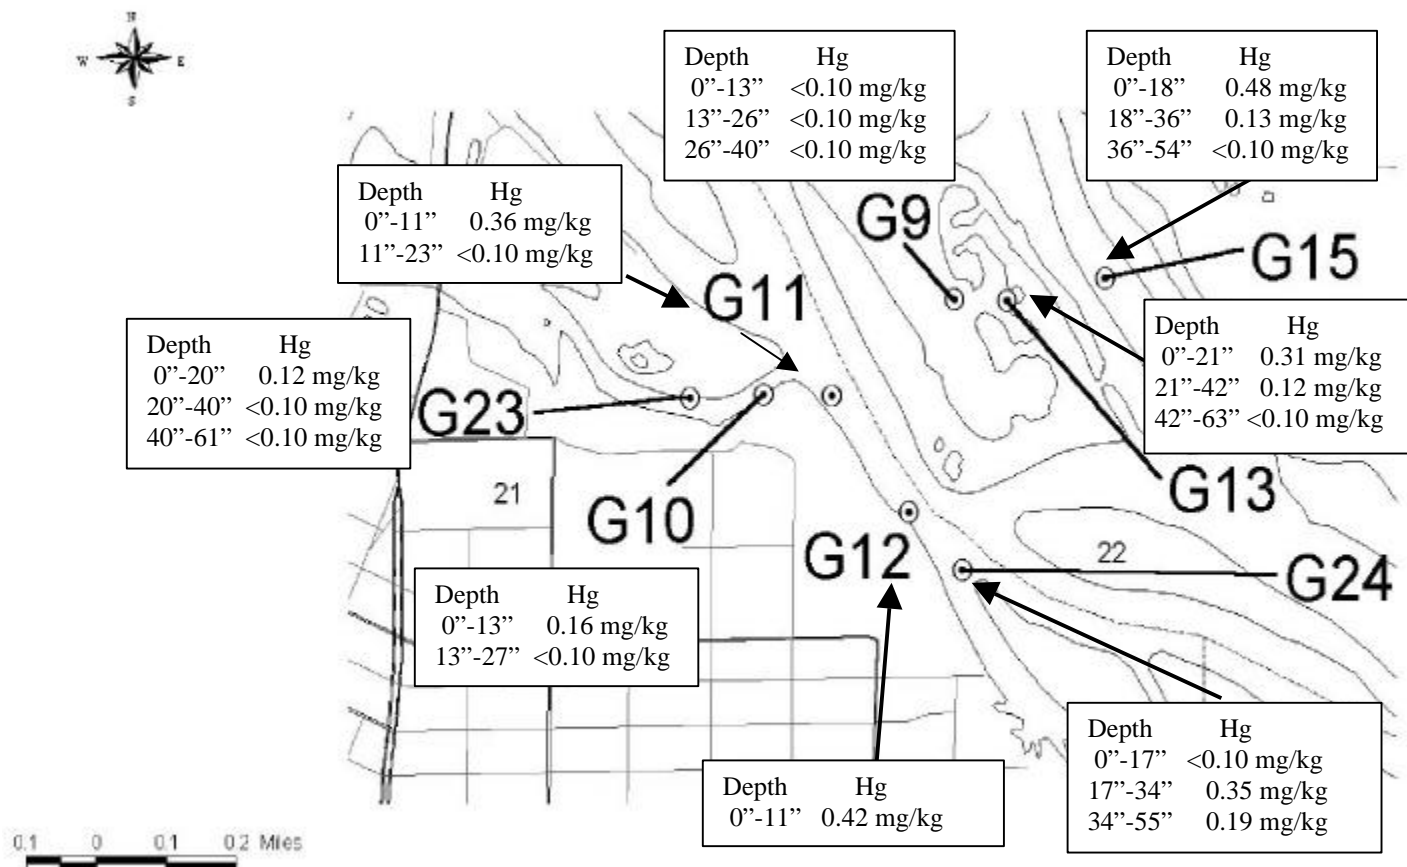 N
W E
S
Depth Hg
0”-13” <0.10 mg/kg
13”-26” <0.10 mg/kg
26”-40” <0.10 mg/kg
Depth Hg
0”-18” 0.48 mg/kg
18”-36” 0.13 mg/kg
36”-54” <0.10 mg/kg
Depth Hg
0”-11” 0.36 mg/kg
11”-23” <0.10 mg/kg
G9
G15
G11
Depth Hg
0”-20” 0.12 mg/kg
20”-40” <0.10 mg/kg
40”-61” <0.10 mg/kg
Depth Hg
0”-21” 0.31 mg/kg
21”-42” 0.12 mg/kg
42”-63” <0.10 mg/kg
G23
G13
21
G10
G12
22
G24
Depth Hg
0”-13” 0.16 mg/kg
13”-27” <0.10 mg/kg
Depth Hg
0”-17” <0.10 mg/kg
17”-34” 0.35 mg/kg
34”-55” 0.19 mg/kg
Depth Hg
0”-11” 0.42 mg/kg
0.1 0 0.1 0.2 Miles